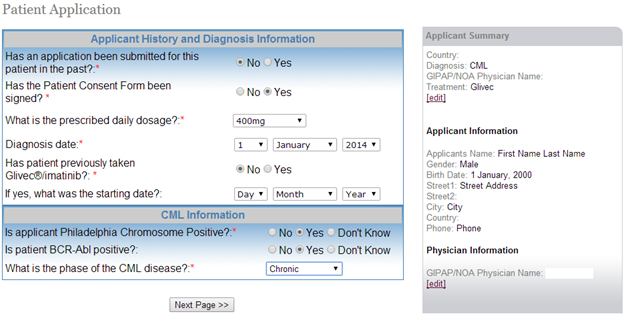 Patient Application
Applicant History and Diagnosis Information
Has an application been submitted for this
patient in the past?:* No Yes
Has the Patient Consent Form been
signed? * No Yes
What is the prescribed daily dosage?:* 400mg
Diagnosis date:* 1 January 2014
Has patient previously taken
Glivec®/imatinib?: * No Yes
If yes, what was the starting date?: Day Month Year
CML Information
Is applicant Philadelphia Chromosome Positive?:* No Yes Don't Know
Is patient BCR-Abl positive?: No Yes Don't Know
What is the phase of the CML disease?:* Chronic
Next Page >>
Applicant Summary
Country:
Diagnosis: CML
GIPAP/NOA Physician Name:
Treatment: Glivec
[edit]
Applicant Information
Applicants Name: First Name Last Name
Gender: Male
Birth Date: 1 January, 2000
Street1: Street Address
Street2:
City: City
Country:
Phone: Phone
Physician Information
GIPAP/NOA Physician Name:
[edit]